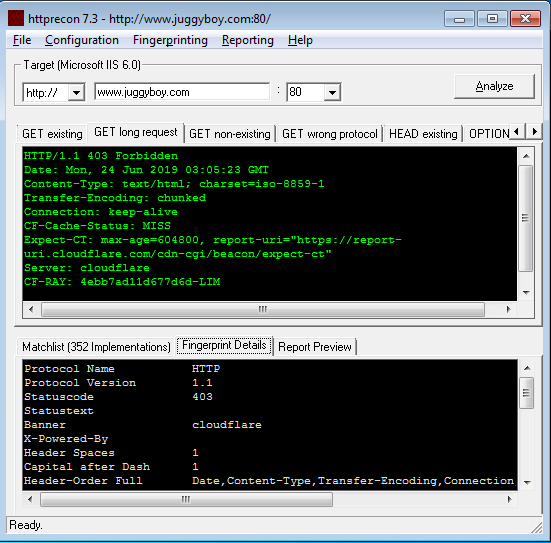 httprecon 7.3 - http://www.juggyboy.com:80/
File Configuration Fingerprinting Reporting Help
Target (Microsoft IIS 6.0)
http:// www.juggyboy.com : 80 Analyze
GET existing GET long request GET non-existing GET wrong protocol HEAD existing OPTION
HTTP/1.1 403 Forbidden
Date: Mon, 24 Jun 2019 03:05:23 GMT
Content-Type: text/html; charset=iso-8859-1
Transfer-Encoding: chunked
Connection: keep-alive
CF-Cache-Status: MISS
Expect-CT: max-age=604800, report-uri="https://report-
uri.cloudflare.com/cdn-cgi/beacon/expect-ct"
Server: cloudflare
CF-RAY: 4ebb7ad11d677d6d-LIM
Matchlist (352 Implementations) Fingerprint Details Report Preview
Protocol Name HTTP
Protocol Version 1.1
Statuscode 403
Statustext
Banner cloudflare
X-Powered-By
Header Spaces 1
Capital after Dash 1
Header-Order Full Date,Content-Type,Transfer-Encoding,Connection
Ready.